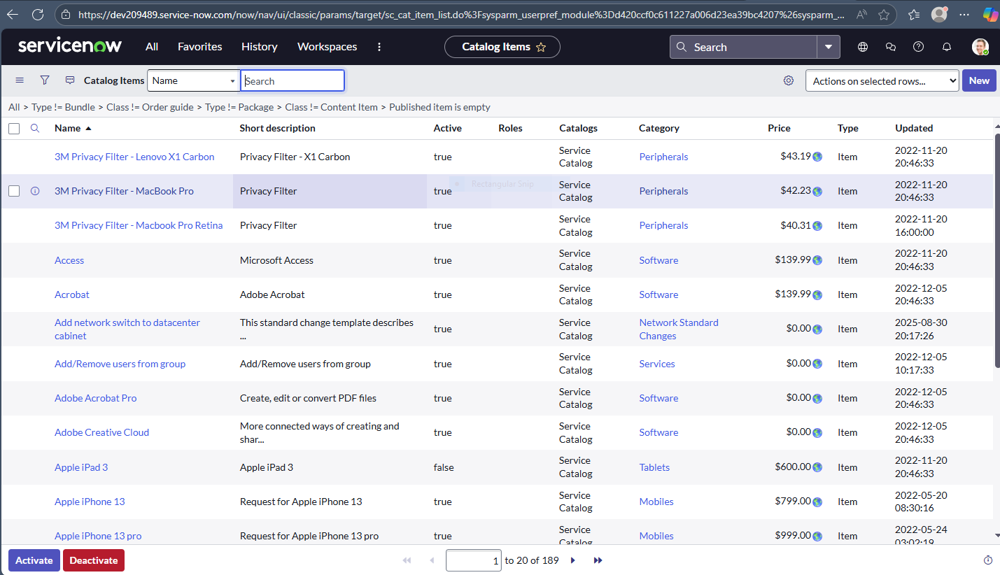 https://dev209489.service-now.com/now/nav/ui/classic/params/target/sc_cat_item_list.do%3Fsysparm_userpref_module%3Dd420ccf0c611227a006d23ea39bc4207%26sysparm_...
servicenow All Favorites History Workspaces Catalog Items Search
Catalog Items Name Search Actions on selected rows... New
All > Type != Bundle > Class != Order guide > Type != Package > Class != Content Item > Published item is empty
Name Short description Active Roles Catalogs Category Price Type Updated
3M Privacy Filter - Lenovo X1 Carbon Privacy Filter - X1 Carbon true Service Catalog Peripherals $43.19 Item 2022-11-20 20:46:33
Rectangular Snip
3M Privacy Filter - MacBook Pro Privacy Filter true Service Catalog Peripherals $42.23 Item 2022-11-20 20:46:33
3M Privacy Filter - Macbook Pro Retina Privacy Filter true Service Catalog Peripherals $40.31 Item 2022-11-20 16:00:00
Access Microsoft Access true Service Catalog Software $139.99 Item 2022-11-20 20:46:33
Acrobat Adobe Acrobat true Service Catalog Software $139.99 Item 2022-12-05 20:46:33
Add network switch to datacenter cabinet This standard change template describes ... true Service Catalog Network Standard Changes $0.00 Item 2025-08-30 20:17:26
Add/Remove users from group Add/Remove users from group true Service Catalog Services $0.00 Item 2022-12-05 10:17:33
Adobe Acrobat Pro Create, edit or convert PDF files true Service Catalog Software $0.00 Item 2022-12-05 20:46:33
Adobe Creative Cloud More connected ways of creating and shar... true Service Catalog Software $0.00 Item 2022-12-05 20:46:33
Apple iPad 3 Apple iPad 3 false Service Catalog Tablets $600.00 Item 2022-11-20 20:46:33
Apple iPhone 13 Request for Apple iPhone 13 true Service Catalog Mobiles $799.00 Item 2022-05-20 08:30:16
Apple iPhone 13 pro Request for Apple iPhone 13 pro true Service Catalog Mobiles $999.00 Item 2022-05-24 03:02:19
Activate Deactivate 1 to 20 of 189